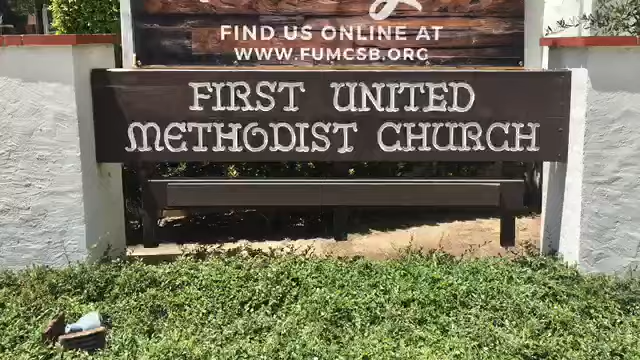 FIND US ONLINE AT
WWW.FUMCSB.ORG
FIRST UNITED
METHODIST CHURCH